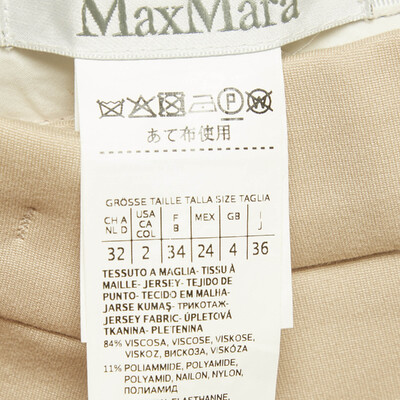 MaxMara
P W
あて布使用
GRÖSSE TAILLE TALLA SIZE TAGLIA
CH A NL D USA CA COL F B MEX GB I J
32 2 34 24 4 36
TESSUTO A MAGLIA- TISSU À
MAILLE- JERSEY- TEJIDO DE
PUNTO- TECIDO EM MALHA-
JARSE KUMAŞ- ТРИКОТАЖ-
JERSEY FABRIC- ÚPLETOVÁ
TKANINA- PLETENINA
84% VISCOSA, VISCOSE, VISKOSE,
VISKOZ, ВИСКОЗА, VISKÓZA
11% POLIAMMIDE, POLYAMIDE,
POLYAMID, NAILON, NYLON,
ПОЛИАМИД
ELASTHANNE,